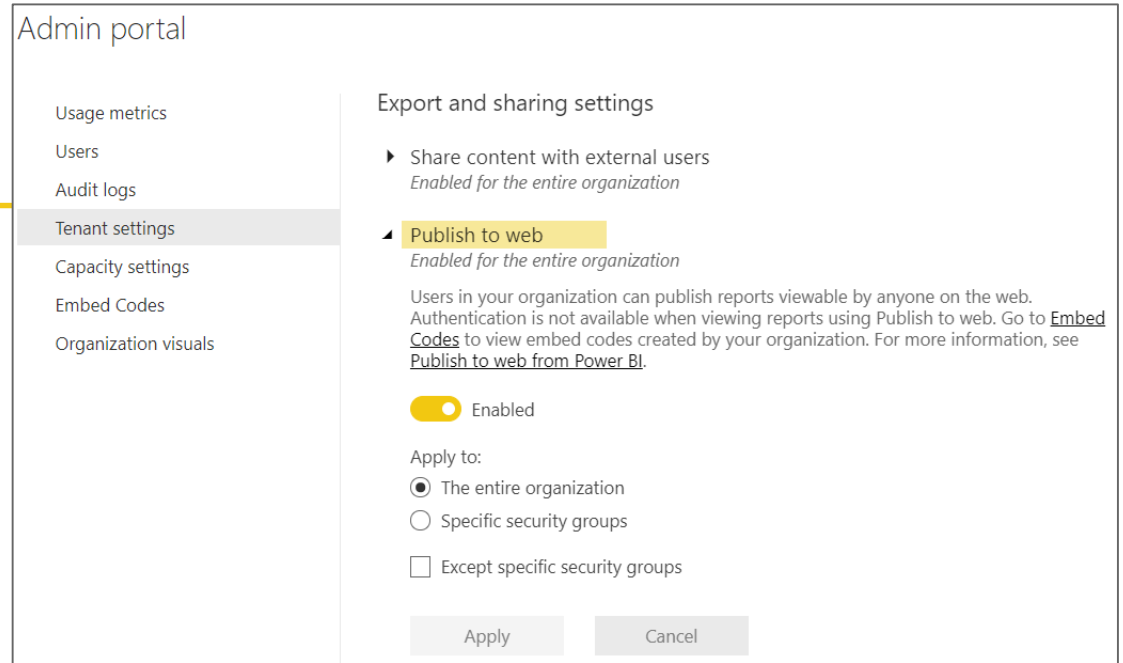 Admin portal
Usage metrics
Users
Audit logs
Tenant settings
Capacity settings
Embed Codes
Organization visuals
Export and sharing settings
Share content with external users
Enabled for the entire organization
Publish to web
Enabled for the entire organization
Users in your organization can publish reports viewable by anyone on the web.
Authentication is not available when viewing reports using Publish to web. Go to Embed
Codes to view embed codes created by your organization. For more information, see
Publish to web from Power BI.
Enabled
Apply to:
The entire organization
Specific security groups
Except specific security groups
Apply
Cancel